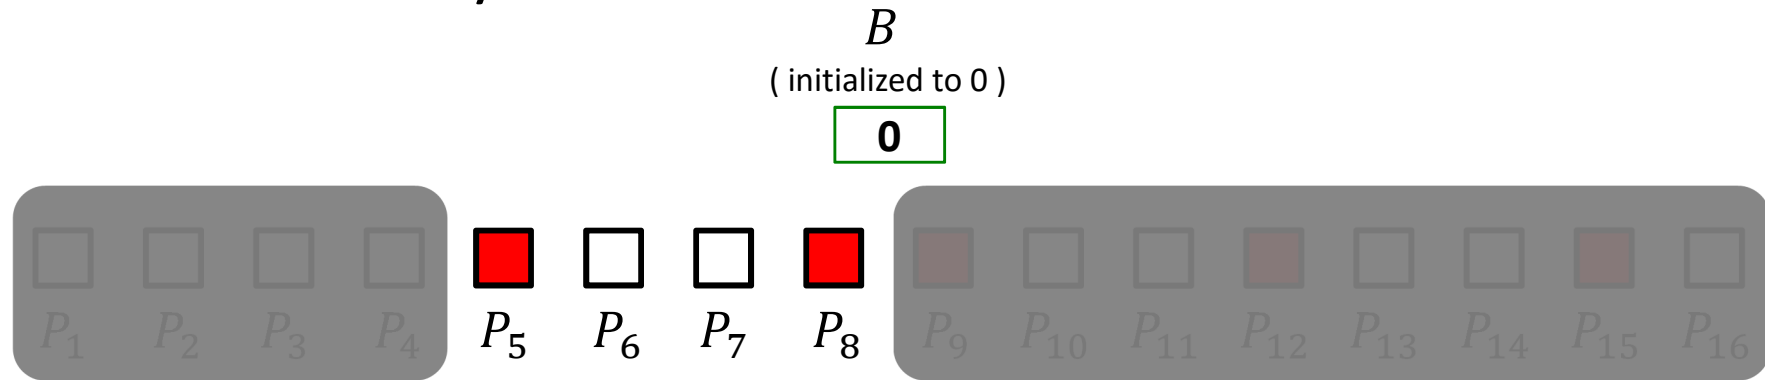 B
( initialized to 0 )
0
P₁ P₂ P₃ P₄ P₅ P₆ P₇ P₈ P₉ P₁₀ P₁₁ P₁₂ P₁₃ P₁₄ P₁₅ P₁₆